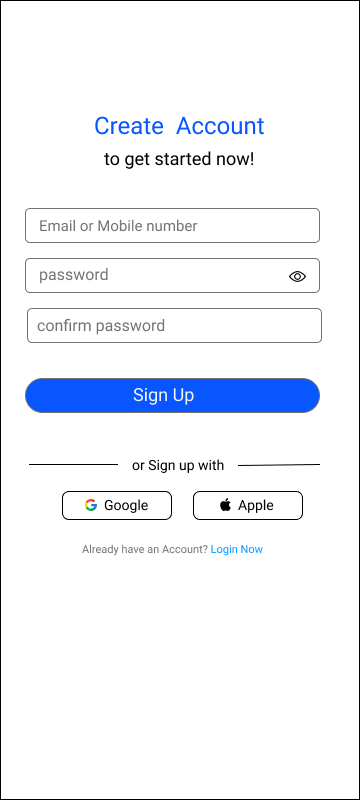 Create Account
to get started now!
Email or Mobile number
password
confirm password
Sign Up
or Sign up with
Google
Apple
Already have an Account? Login Now